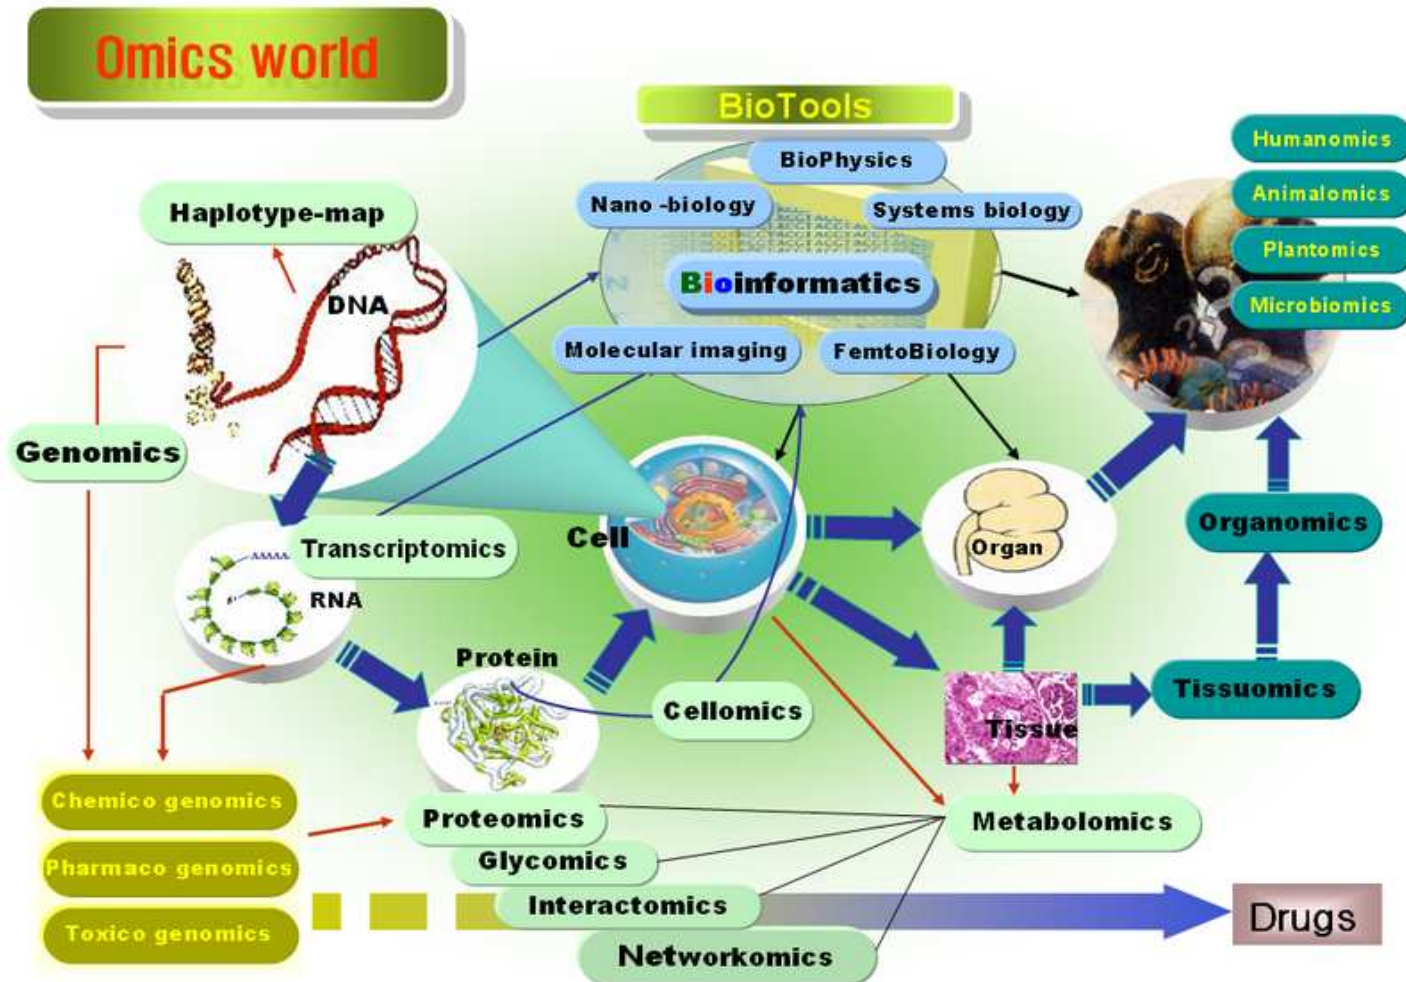 Omics world
BioTools
BioPhysics
Nano -biology
Systems biology
Bioinformatics
Molecular imaging
FemtoBiology
Humanomics
Animalomics
Plantomics
Microbiomics
Haplotype-map
DNA
Genomics
Transcriptomics
RNA
Cell
Organ
Organomics
Protein
Cellomics
Tissue
Tissuomics
Chemico genomics
Pharmaco genomics
Toxico genomics
Proteomics
Glycomics
Interactomics
Networkomics
Metabolomics
Drugs